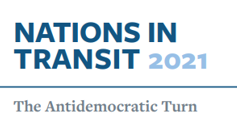 NATIONS IN
TRANSIT 2021
The Antidemocratic Turn